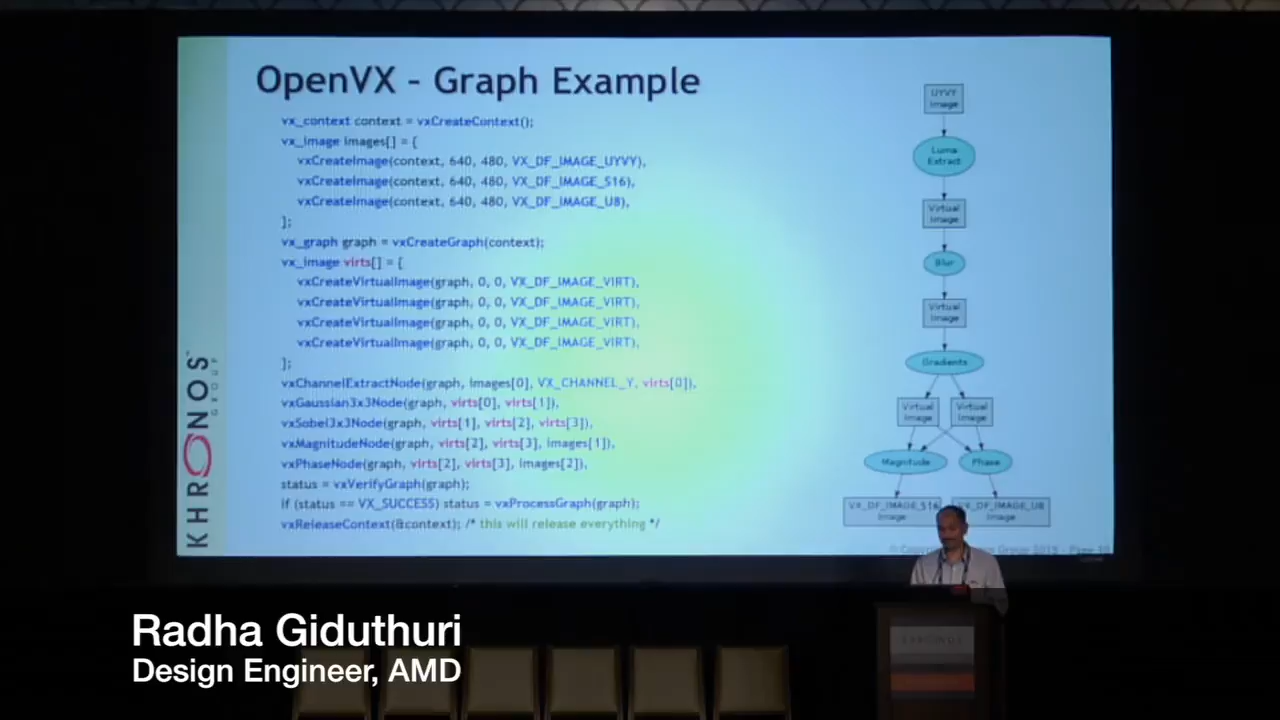 OpenVX - Graph Example
vx_context context = vxCreateContext();
vx_image images[] = {
vxCreateImage(context, 640, 480, VX_DF_IMAGE_UYVY),
vxCreateImage(context, 640, 480, VX_DF_IMAGE_S16),
vxCreateImage(context, 640, 480, VX_DF_IMAGE_U8),
};
vx_graph graph = vxCreateGraph(context);
vx_image virts[] = {
vxCreateVirtualImage(graph, 0, 0, VX_DF_IMAGE_VIRT),
vxCreateVirtualImage(graph, 0, 0, VX_DF_IMAGE_VIRT),
vxCreateVirtualImage(graph, 0, 0, VX_DF_IMAGE_VIRT),
vxCreateVirtualImage(graph, 0, 0, VX_DF_IMAGE_VIRT),
};
vxChannelExtractNode(graph, images[0], VX_CHANNEL_Y, virts[0]),
vxGaussian3x3Node(graph, virts[0], virts[1]),
vxSobel3x3Node(graph, virts[1], virts[2], virts[3]),
vxMagnitudeNode(graph, virts[2], virts[3], images[1]),
vxPhaseNode(graph, virts[2], virts[3], images[2]),
status = vxVerifyGraph(graph);
if (status == VX_SUCCESS) status = vxProcessGraph(graph);
vxReleaseContext(&context); /* this will release everything */
UYVY
Image
Luma
Extract
Virtual
Image
Blur
Virtual
Image
Gradients
Virtual
Image
Virtual
Image
Magnitude
Phase
VX_DF_IMAGE_S16
Image
VX_DF_IMAGE_U8
Image
KHRONOS
GROUP
KHRONOS
Radha Giduthuri
Design Engineer, AMD